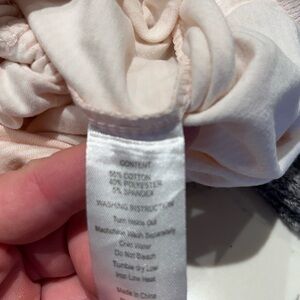 CONTENT
55% COTTON
40% POLYESTER
5% SPANDEX
WASHING INSTRUCTION
Turn Inside Out
Machine Wash Separately
Cold Water
Do Not Bleach
Tumble dry Low
Iron Low Heat
Made in China